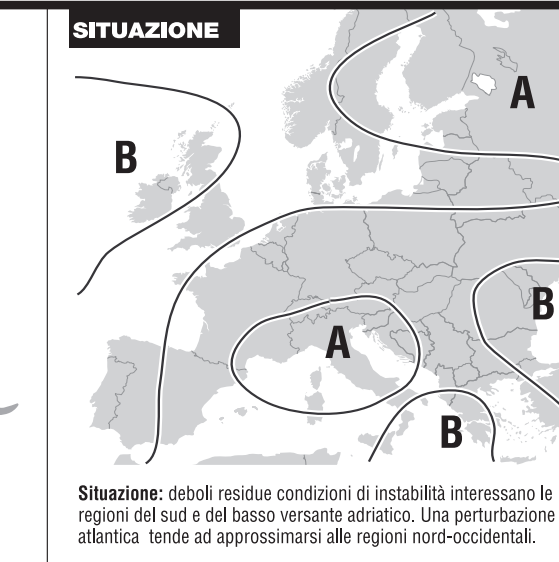 SITUAZIONE
A
B
B
A
B
Situazione: deboli residue condizioni di instabilità interessano le
regioni del sud e del basso versante adriatico. Una perturbazione
atlantica tende ad approssimarsi alle regioni nord-occidentali.